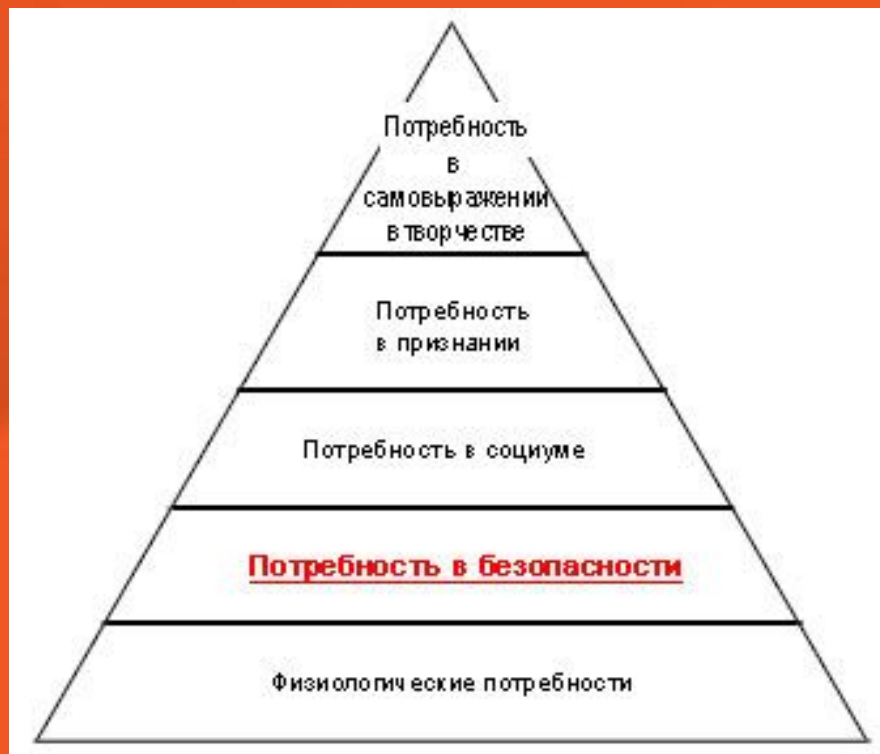 Потребность
в
самовыражении
в творчестве
Потребность
в признании
Потребность в социуме
Потребность в безопасности
Физиологические потребности